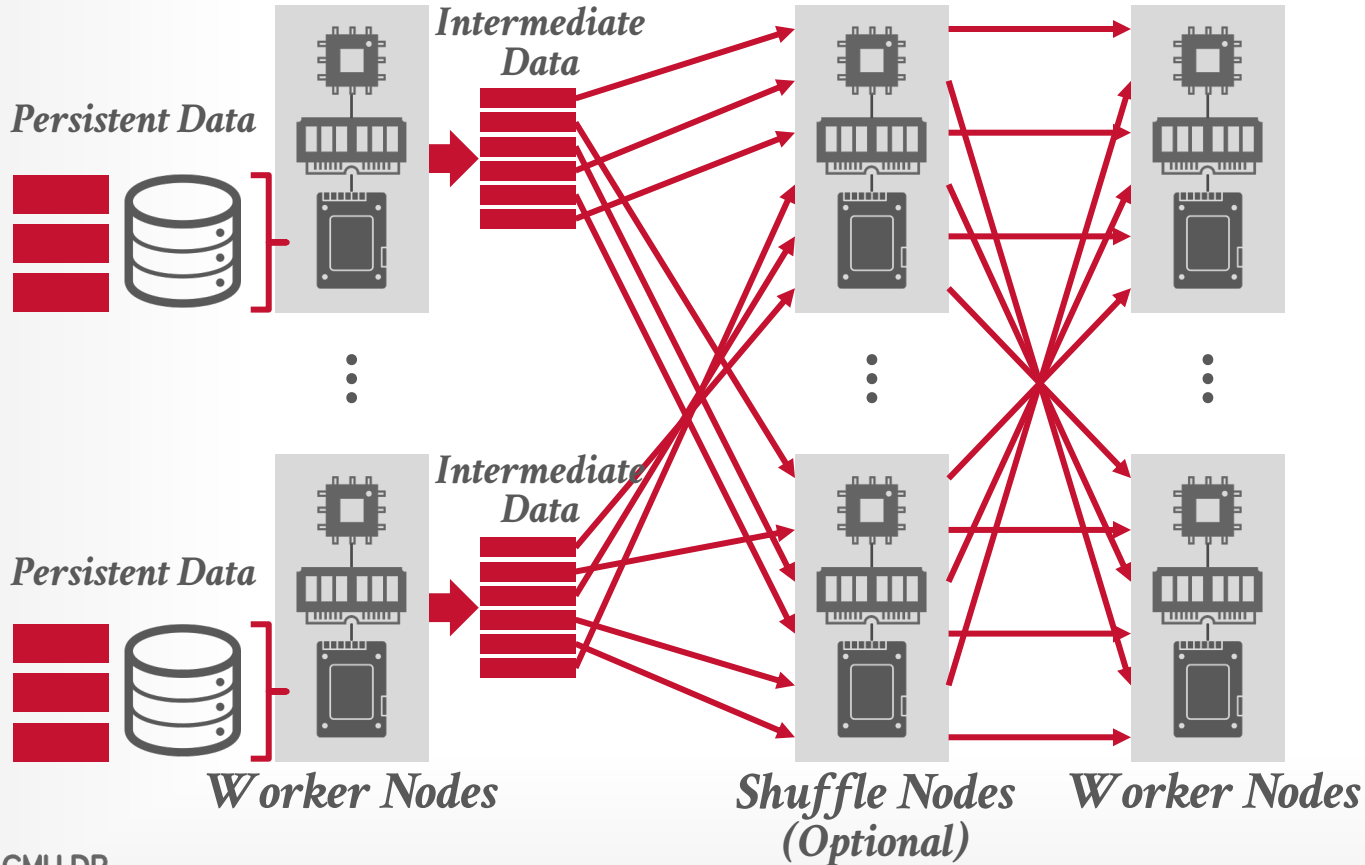 Intermediate
Data
Persistent Data
Intermediate
Data
Persistent Data
Worker Nodes
Shuffle Nodes
(Optional)
Worker Nodes